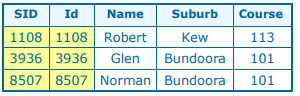 SID Id Name Suburb Course
1108 1108 Robert Kew 113
3936 3936 Glen Bundoora 101
8507 8507 Norman Bundoora 101